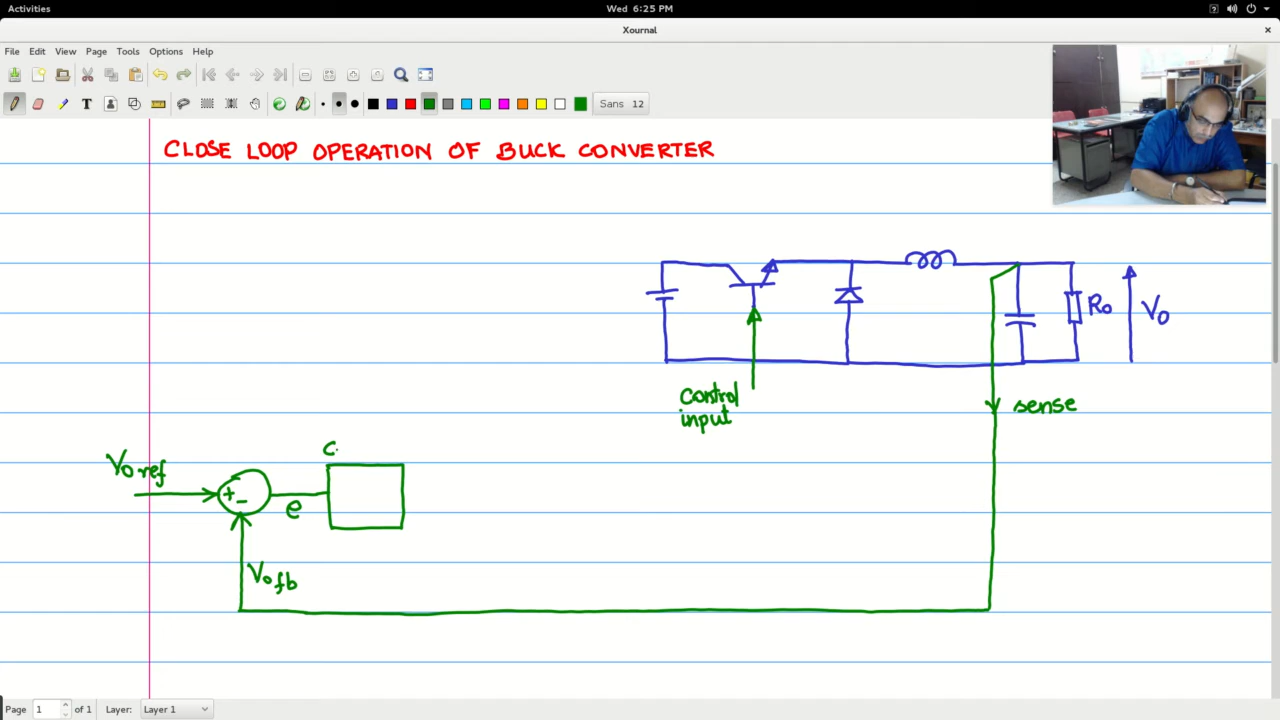 Activities
Wed 6:25 PM
Xournal
File Edit View Page Tools Options Help
Sans 12
CLOSE LOOP OPERATION OF BUCK CONVERTER
Ro
Vo
control
input
sense
C
Vo ref
+
-
e
Vo fb
Page 1 of 1 Layer: Layer 1